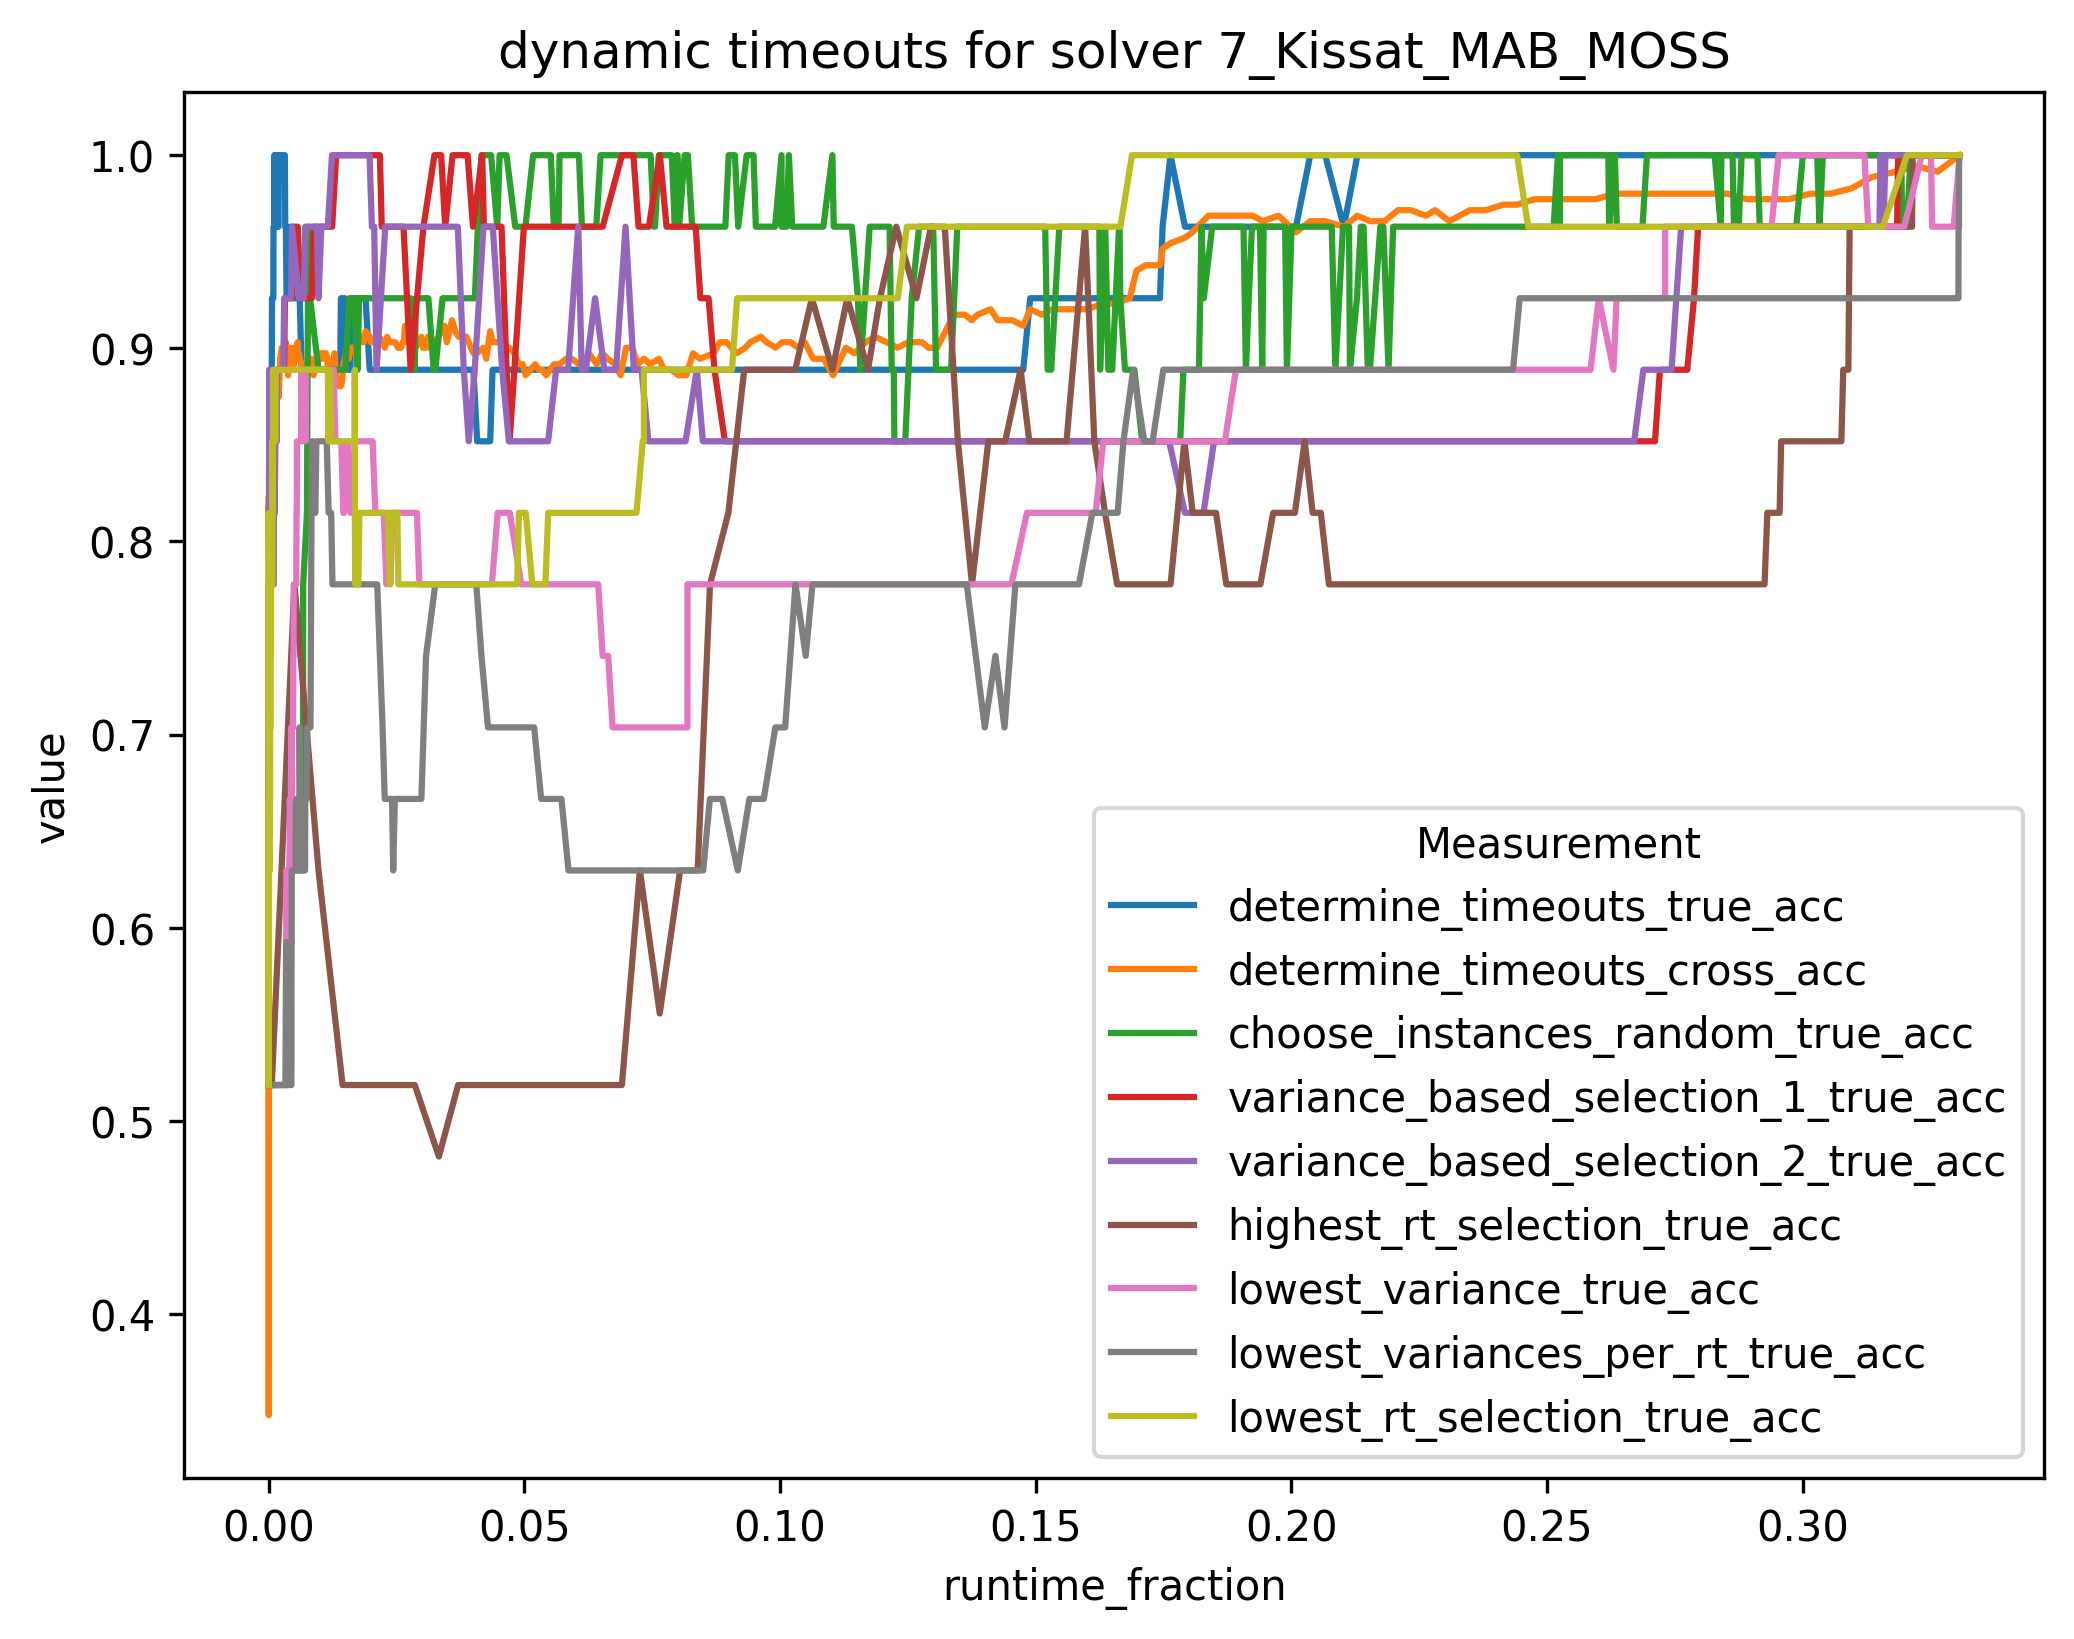 dynamic timeouts for solver 7_Kissat_MAB_MOSS
1.0
0.9
0.8
0.7
0.6
0.5
0.4
value
Measurement
determine_timeouts_true_acc
determine_timeouts_cross_acc
choose_instances_random_true_acc
variance_based_selection_1_true_acc
variance_based_selection_2_true_acc
highest_rt_selection_true_acc
lowest_variance_true_acc
lowest_variances_per_rt_true_acc
lowest_rt_selection_true_acc
0.00 0.05 0.10 0.15 0.20 0.25 0.30
runtime_fraction